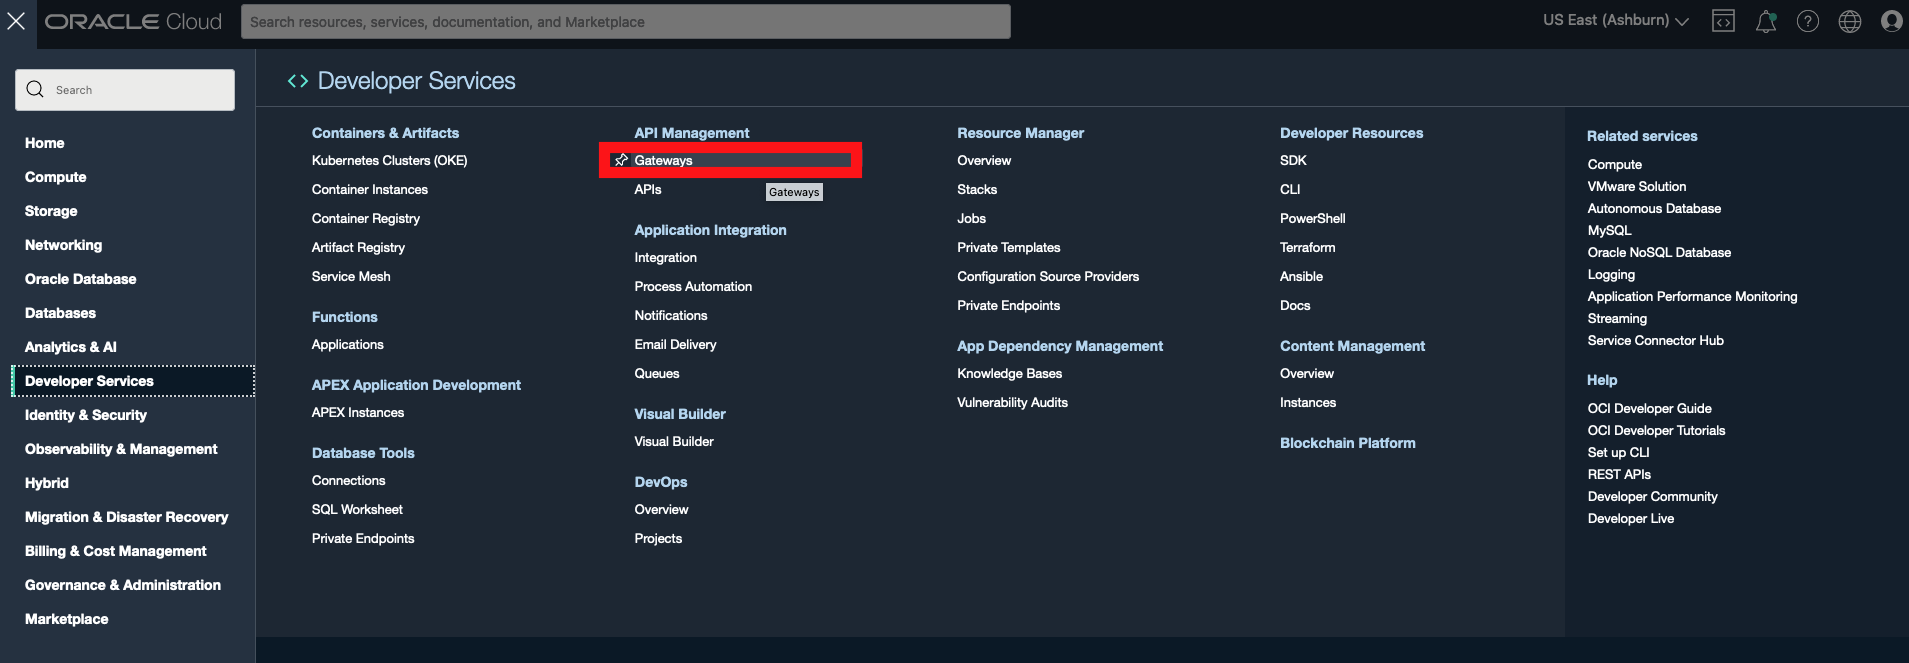 ORACLE Cloud
Search resources, services, documentation, and Marketplace
US East (Ashburn)
Search
Home
Compute
Storage
Networking
Oracle Database
Databases
Analytics & AI
Developer Services
Identity & Security
Observability & Management
Hybrid
Migration & Disaster Recovery
Billing & Cost Management
Governance & Administration
Marketplace
Developer Services
Containers & Artifacts
Kubernetes Clusters (OKE)
Container Instances
Container Registry
Artifact Registry
Service Mesh
Functions
Applications
APEX Application Development
APEX Instances
Database Tools
Connections
SQL Worksheet
Private Endpoints
API Management
Gateways
APIs
Gateways
Application Integration
Integration
Process Automation
Notifications
Email Delivery
Queues
Visual Builder
Visual Builder
DevOps
Overview
Projects
Resource Manager
Overview
Stacks
Jobs
Private Templates
Configuration Source Providers
Private Endpoints
App Dependency Management
Knowledge Bases
Vulnerability Audits
Developer Resources
SDK
CLI
PowerShell
Terraform
Ansible
Docs
Content Management
Overview
Instances
Blockchain Platform
Related services
Compute
VMware Solution
Autonomous Database
MySQL
Oracle NoSQL Database
Logging
Application Performance Monitoring
Streaming
Service Connector Hub
Help
OCI Developer Guide
OCI Developer Tutorials
Set up CLI
REST APIs
Developer Community
Developer Live